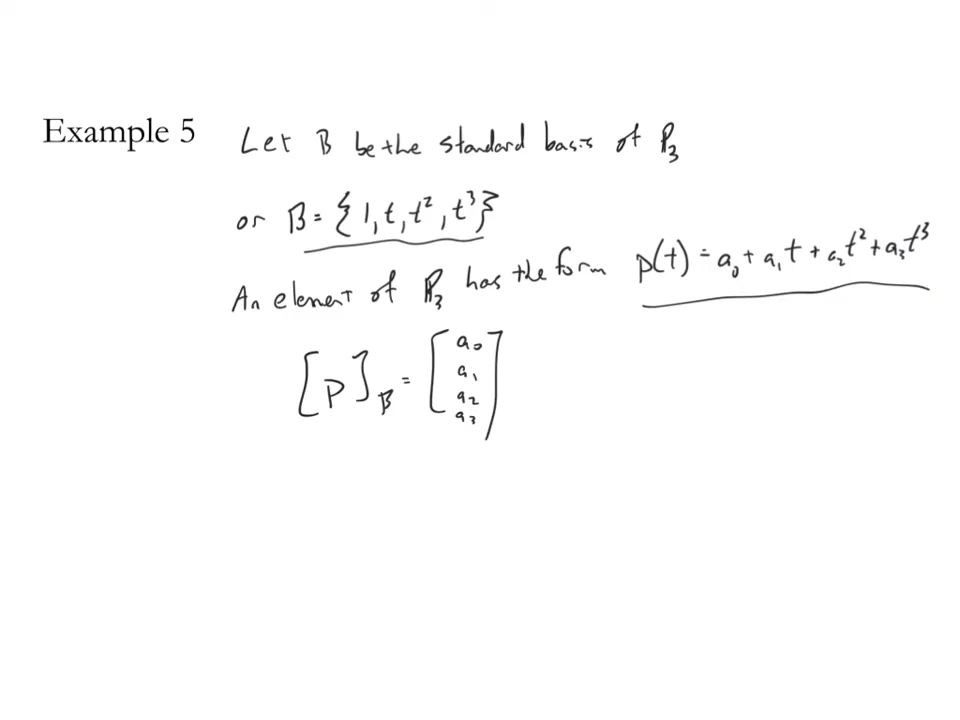 Example 5 Let B be the standard basis of P₃
or B = {1, t, t², t³}
An element of P₃ has the form p(t) = a₀ + a₁t + a₂t² + a₃t³
[P]_B = [a₀
a₁
a₂
a₃]